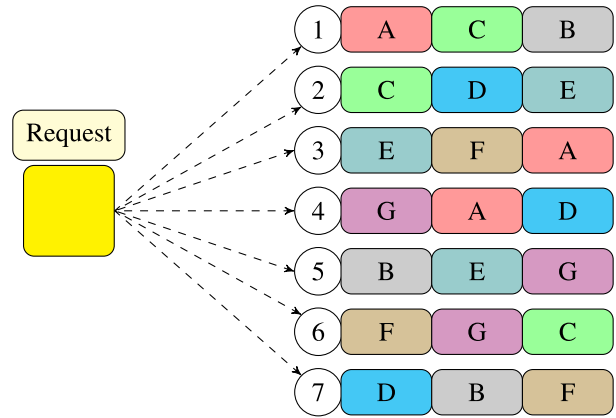 1 A C B
2 C D E
Request
3 E F A
4 G A D
5 B E G
6 F G C
7 D B F